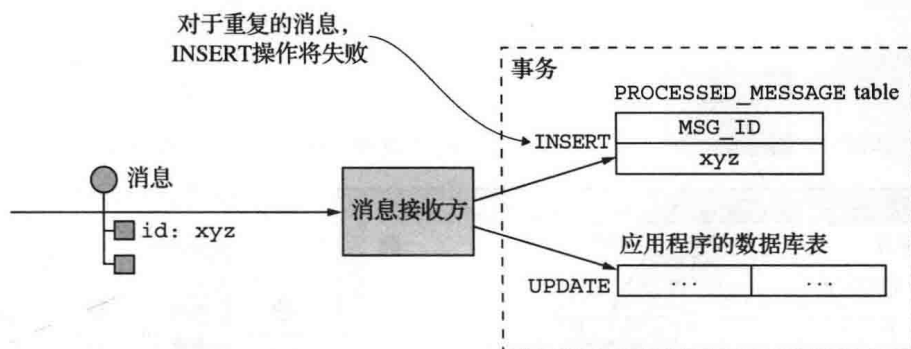 对于重复的消息，
INSERT操作将失败
事务
PROCESSED_MESSAGE table
INSERT
MSG_ID
xyz
消息
id: xyz
消息接收方
应用程序的数据库表
UPDATE
...
...